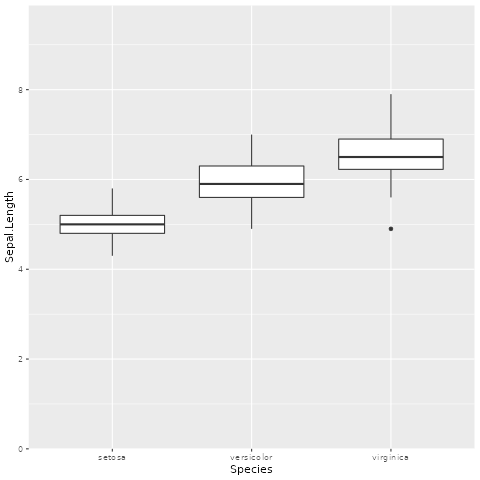 Sepal.Length
8
6
4
2
0
setosa
versicolor
virginica
Species